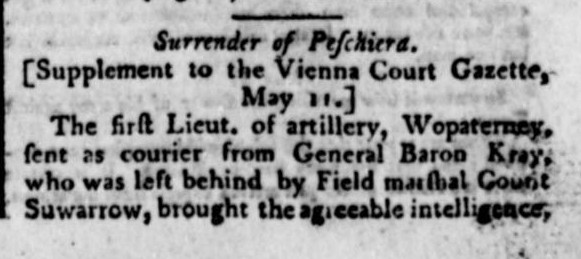 Surrender of Peſchiera.
[Supplement to the Vienna Court Gazette,
May 11.]
The firſt Lieut. of artillery, Wopaterney,
ſent as courier from General Baron Kray,
who was left behind by Field marſhal Count
Suwarrow, brought the agreeable intelligence,